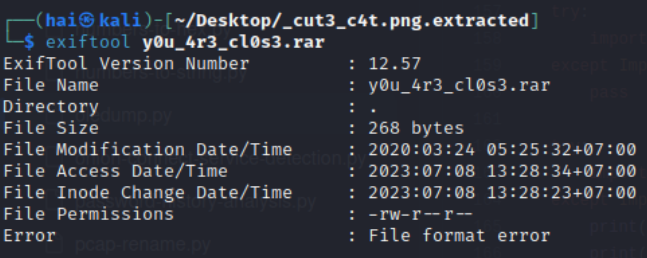 ┌──(hai㉿kali)-[~/Desktop/_cut3_c4t.png.extracted]
└─$ exiftool y0u_4r3_cl0s3.rar
ExifTool Version Number : 12.57
File Name : y0u_4r3_cl0s3.rar
Directory : .
File Size : 268 bytes
File Modification Date/Time : 2020:03:24 05:25:32+07:00
File Access Date/Time : 2023:07:08 13:28:34+07:00
File Inode Change Date/Time : 2023:07:08 13:28:23+07:00
File Permissions : -rw-r--r--
Error : File format error
pcap-rename.py